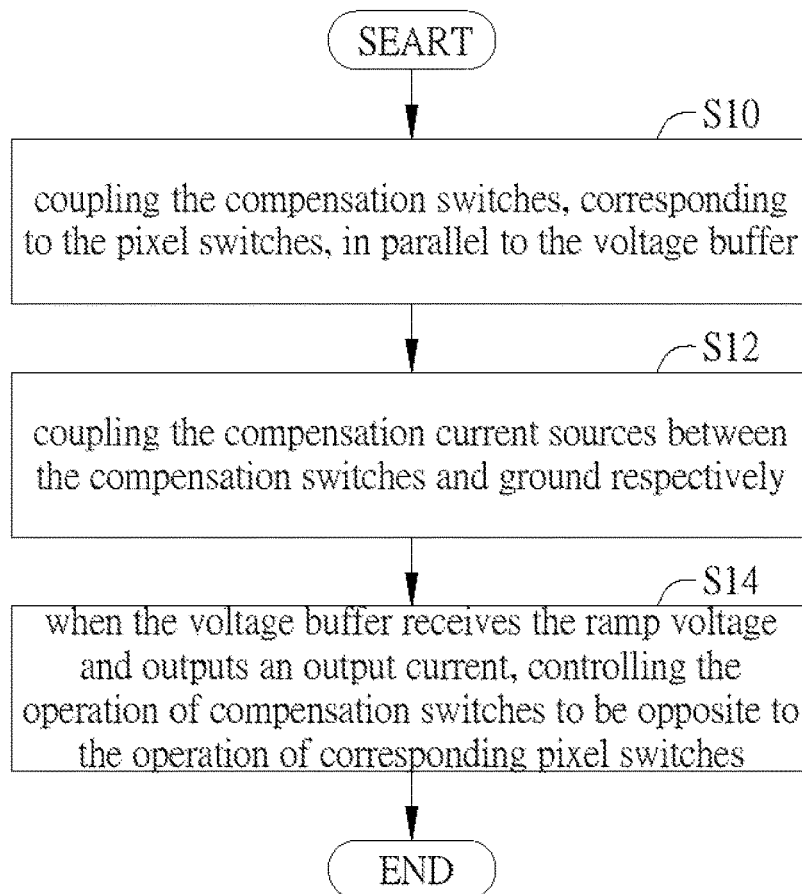 SEART
S10
coupling the compensation switches, corresponding
to the pixel switches, in parallel to the voltage buffer
S12
coupling the compensation current sources between
the compensation switches and ground respectively
S14
when the voltage buffer receives the ramp voltage
and outputs an output current, controlling the
operation of compensation switches to be opposite to
the operation of corresponding pixel switches
END